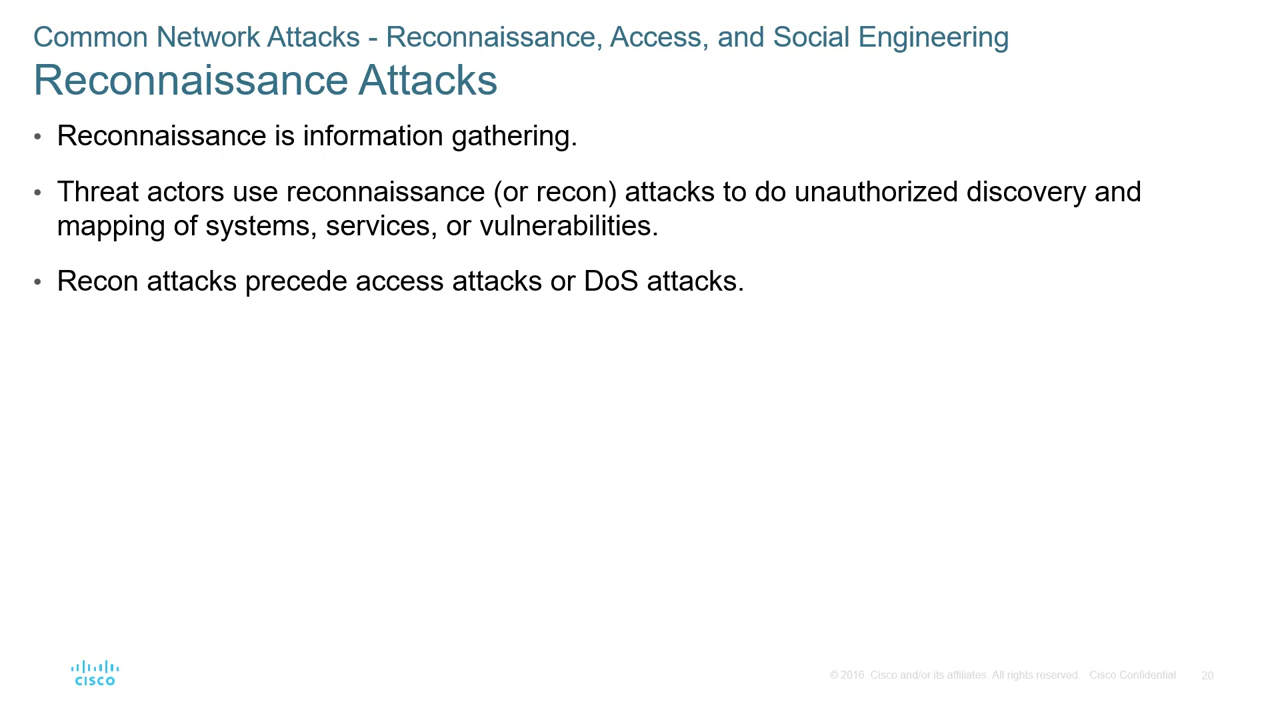 Common Network Attacks - Reconnaissance, Access, and Social Engineering
Reconnaissance Attacks
• Reconnaissance is information gathering.
• Threat actors use reconnaissance (or recon) attacks to do unauthorized discovery and
mapping of systems, services, or vulnerabilities.
• Recon attacks precede access attacks or DoS attacks.
CISCO
© 2016 Cisco and/or its affiliates. All rights reserved. Cisco Confidential 20